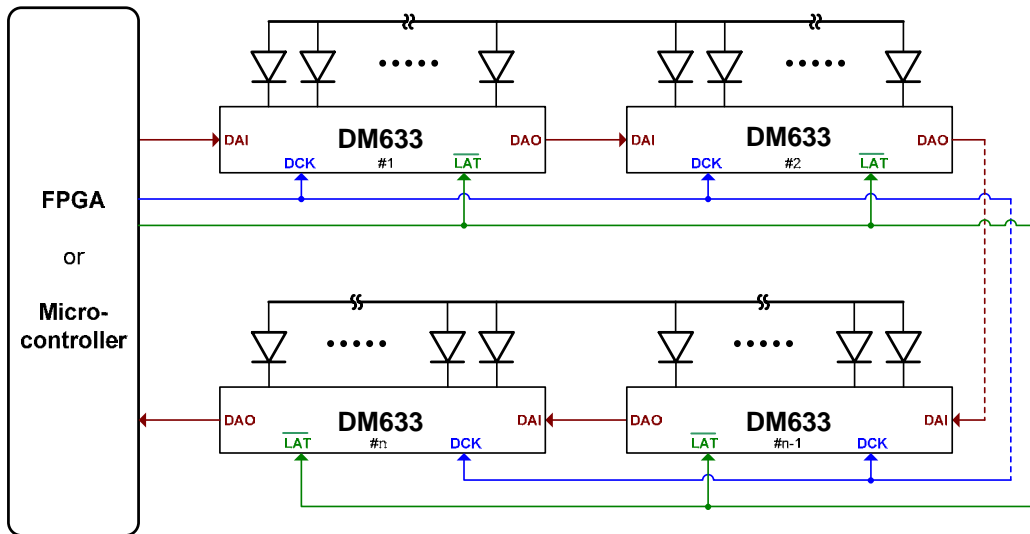 DAI
DM633
DAO
DCK
#1
LAT
DAI
DM633
DAO
DCK
#2
LAT
FPGA
or
Micro-
controller
DAO
DM633
DAI
LAT
#n
DCK
DAO
DM633
DAI
LAT
#n-1
DCK